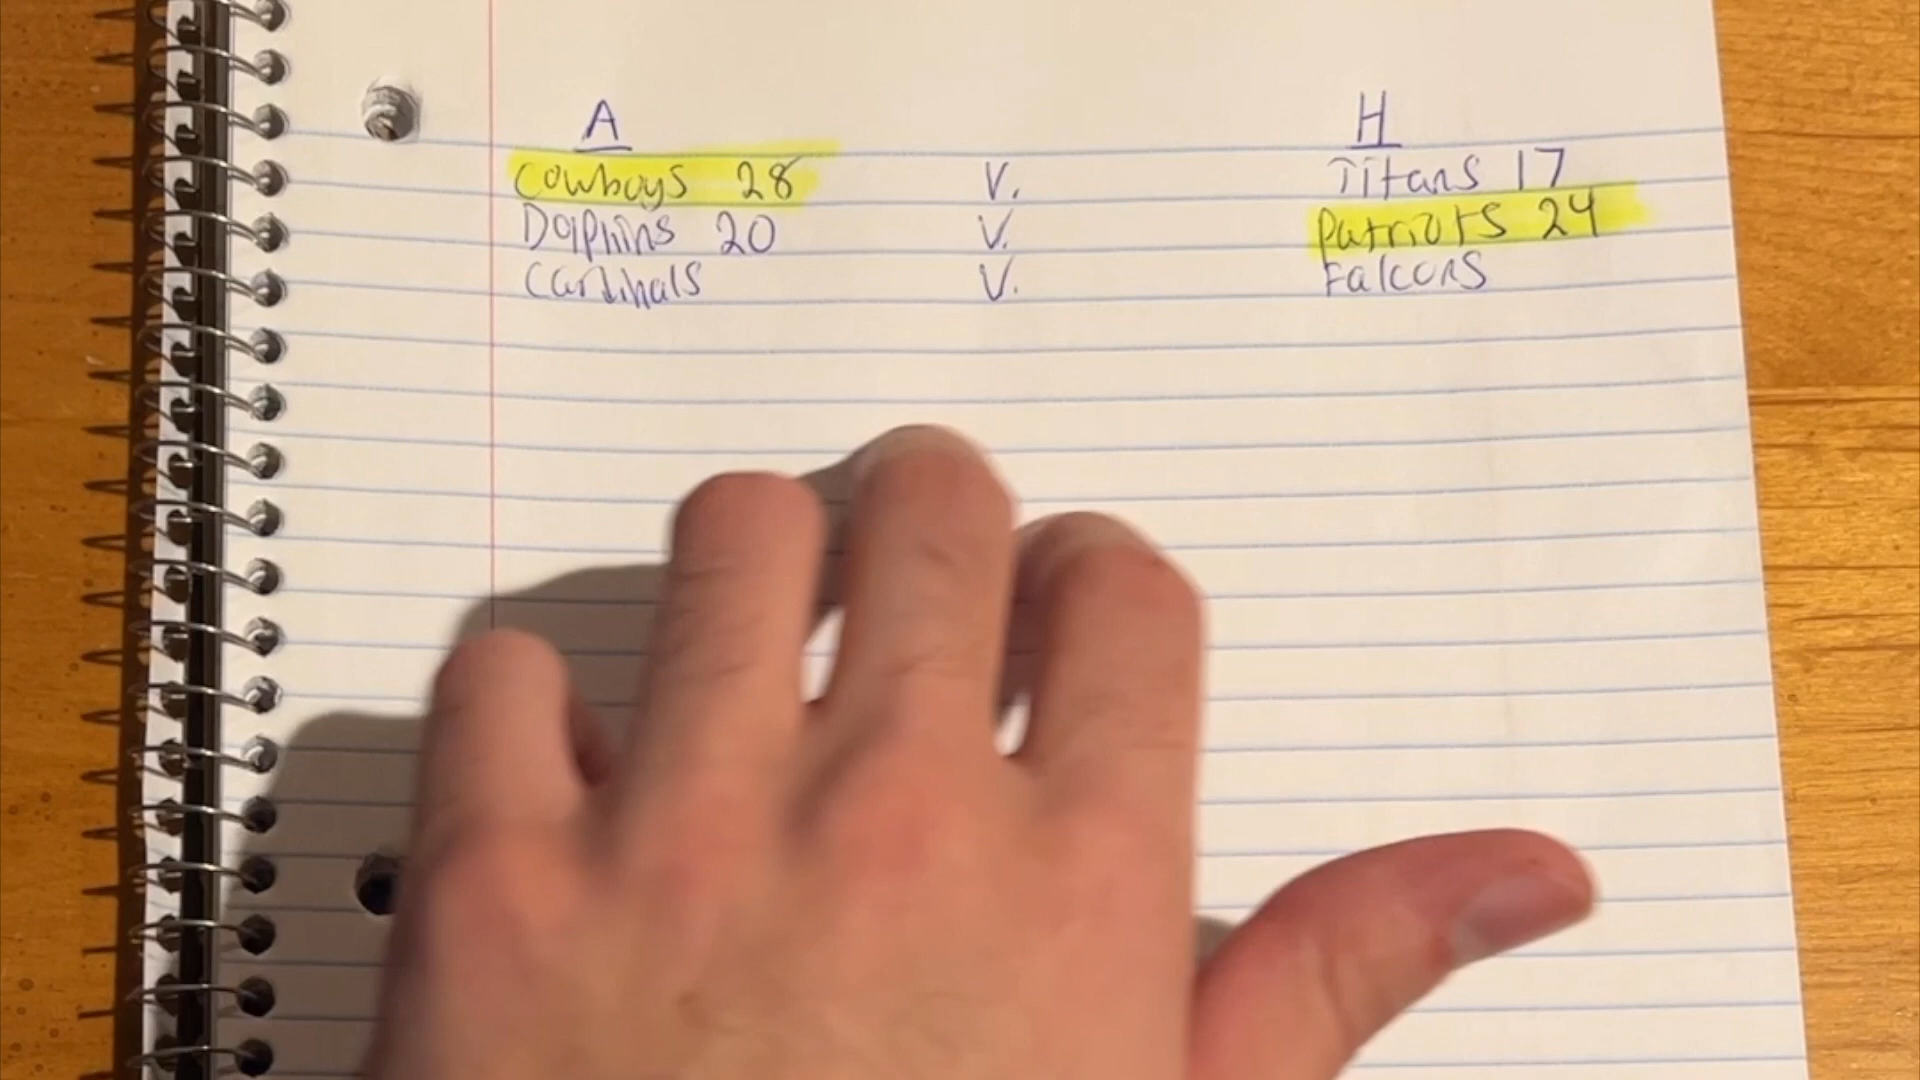 A H
Cowboys 28 V. Titans 17
Dolphins 20 V. Patriots 24
Cardinals V. Falcons